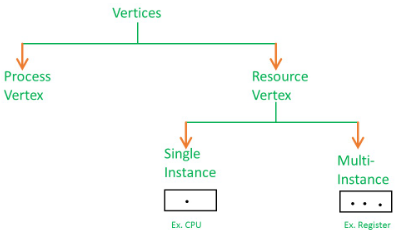 Vertices
Process
Vertex
Resource
Vertex
Single
Instance
Multi-
Instance
Ex. CPU
Ex. Register